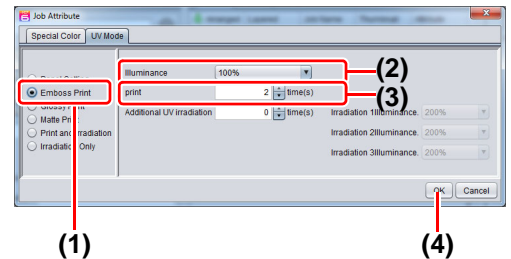 Job Attribute
Special Color UV Mode
Illuminance 100% (2)
Emboss Print print 2 time(s) (3)
Matte Print Additional UV irradiation 0 time(s) Irradiation 1Illuminance. 200%
Print and Irradiation Irradiation 2Illuminance. 200%
Irradiation Only Irradiation 3Illuminance. 200%
OK Cancel
(1) (4)